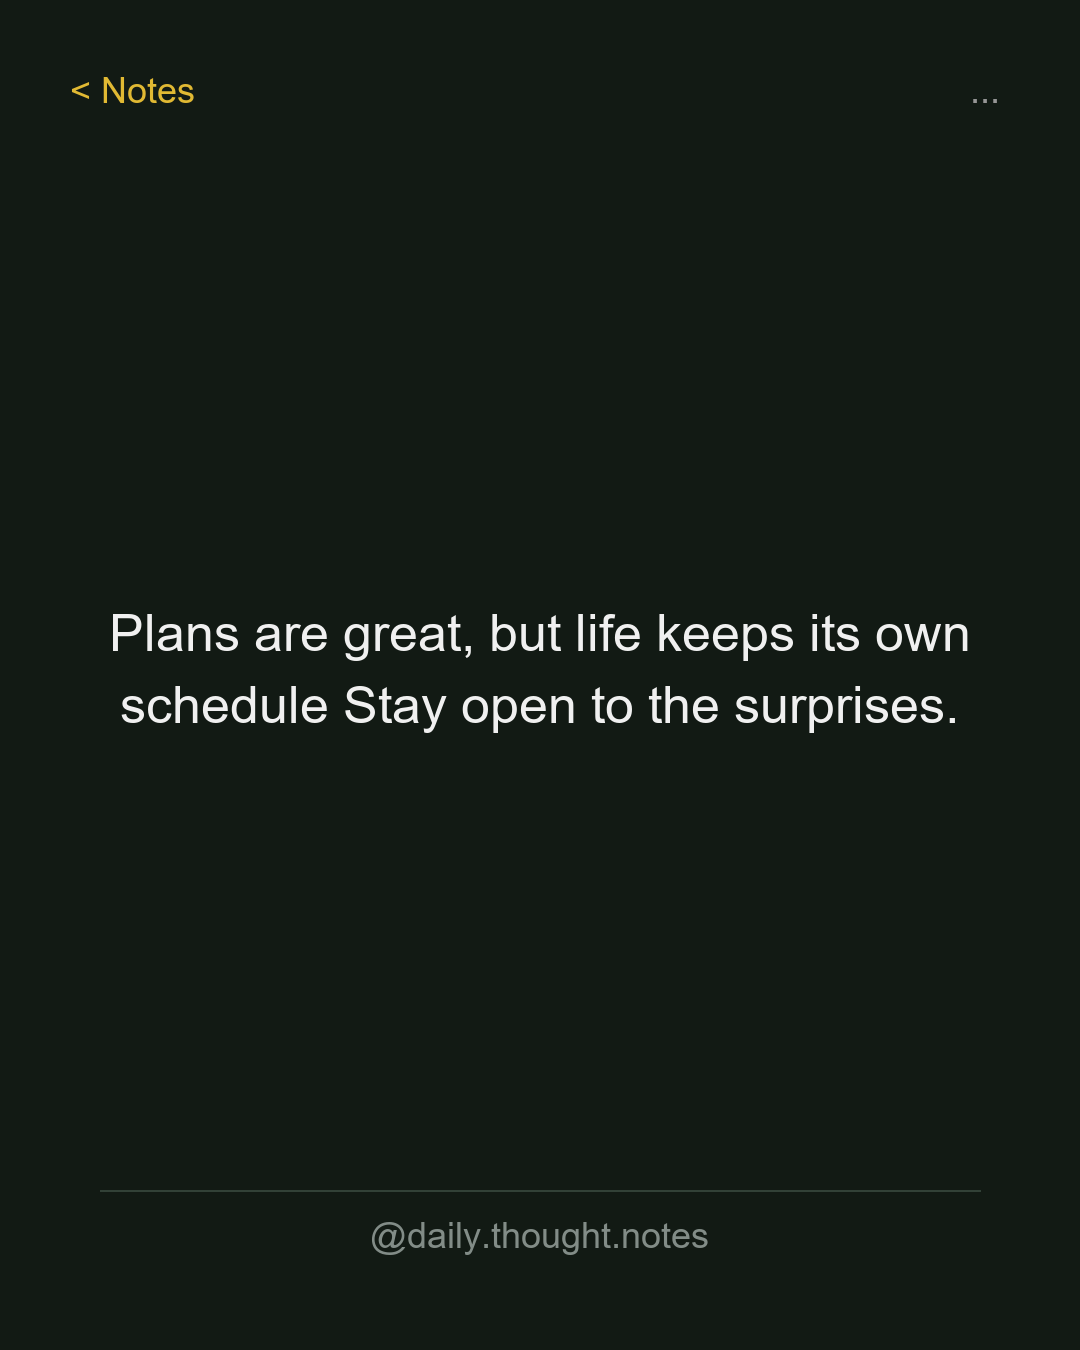 < Notes
...
Plans are great, but life keeps its own
schedule Stay open to the surprises.
@daily.thought.notes